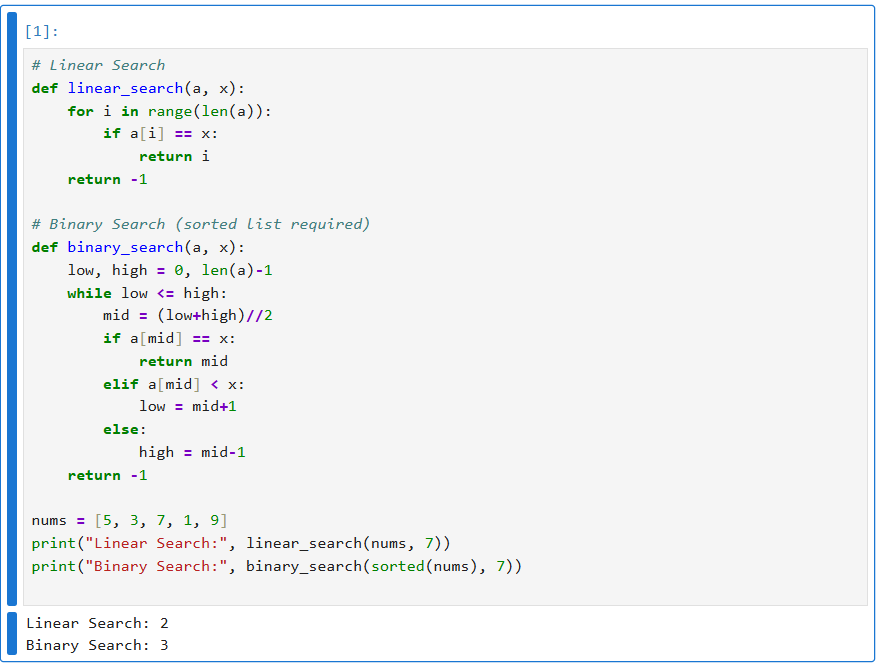 [1]:
# Linear Search
def linear_search(a, x):
    for i in range(len(a)):
        if a[i] == x:
            return i
    return -1

# Binary Search (sorted list required)
def binary_search(a, x):
    low, high = 0, len(a)-1
    while low <= high:
        mid = (low+high)//2
        if a[mid] == x:
            return mid
        elif a[mid] < x:
            low = mid+1
        else:
            high = mid-1
    return -1

nums = [5, 3, 7, 1, 9]
print("Linear Search:", linear_search(nums, 7))
print("Binary Search:", binary_search(sorted(nums), 7))

Linear Search: 2
Binary Search: 3